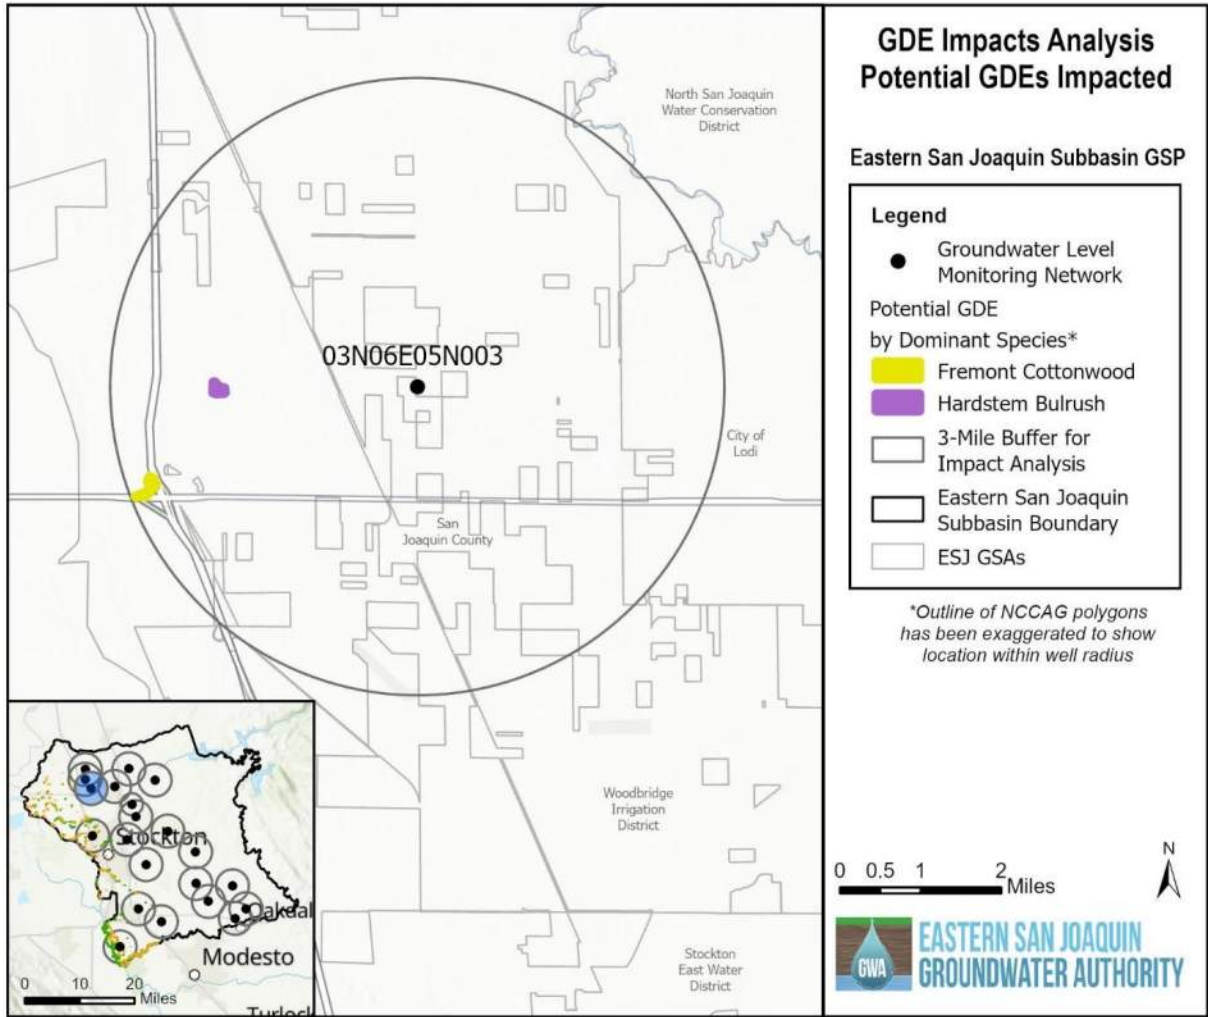 North San Joaquin
Water Conservation
District
03N06E05N003
City of
Lodi
San
Joaquin County
Woodbridge
Irrigation
District
Stockton
East Water
District
Stockton
Modesto
0 10 20
Miles
GDE Impacts Analysis
Potential GDEs Impacted
Eastern San Joaquin Subbasin GSP
Legend
Groundwater Level
Monitoring Network
Potential GDE
by Dominant Species*
Fremont Cottonwood
Hardstem Bulrush
3-Mile Buffer for
Impact Analysis
Eastern San Joaquin
Subbasin Boundary
ESJ GSAs
*Outline of NCCAG polygons
has been exaggerated to show
location within well radius
N
0 0.5 1 2
Miles
GWA
EASTERN SAN JOAQUIN
GROUNDWATER AUTHORITY